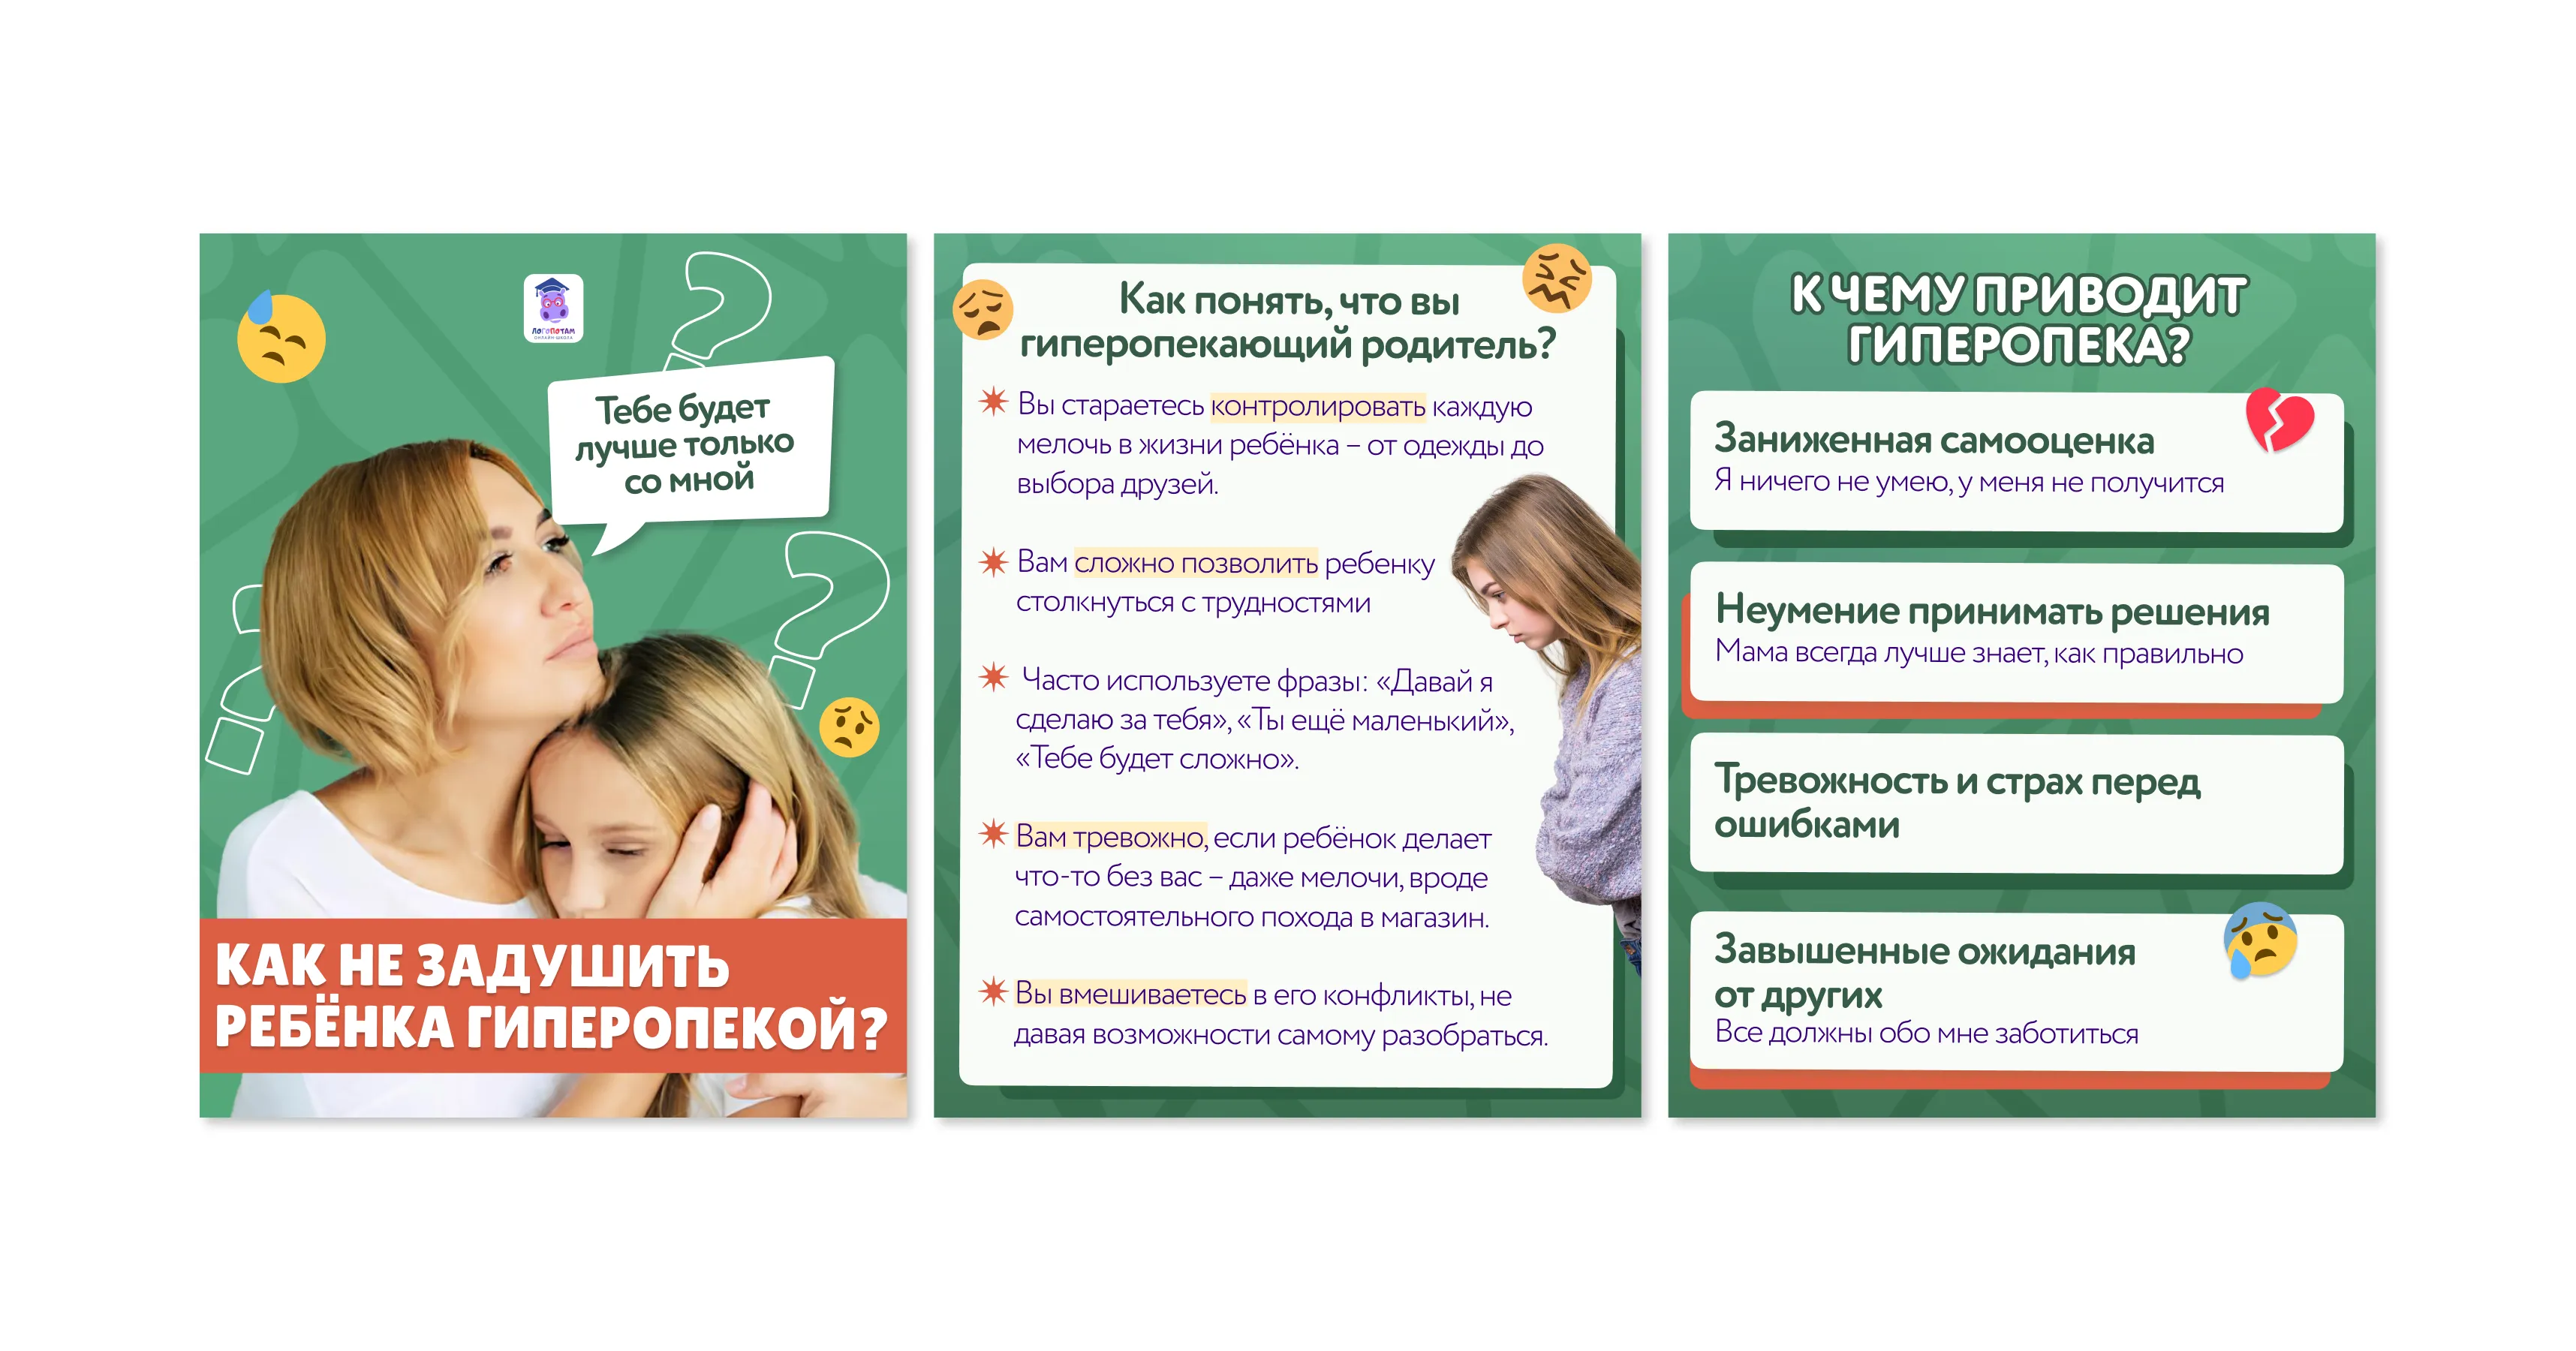 ЛОГОПОТАМ
ОНЛАЙН-ШКОЛА
Тебе будет
лучше только
со мной
КАК НЕ ЗАДУШИТЬ
РЕБЁНКА ГИПЕРОПЕКОЙ?
Как понять, что вы
гиперопекающий родитель?
Вы стараетесь контролировать каждую
мелочь в жизни ребёнка – от одежды до
выбора друзей.
Вам сложно позволить ребенку
столкнуться с трудностями
Часто используете фразы: «Давай я
сделаю за тебя», «Ты ещё маленький»,
«Тебе будет сложно».
Вам тревожно, если ребёнок делает
что-то без вас – даже мелочи, вроде
самостоятельного похода в магазин.
Вы вмешиваетесь в его конфликты, не
давая возможности самому разобраться.
К ЧЕМУ ПРИВОДИТ
ГИПЕРОПЕКА?
Заниженная самооценка
Я ничего не умею, у меня не получится
Неумение принимать решения
Мама всегда лучше знает, как правильно
Тревожность и страх перед
ошибками
Завышенные ожидания
от других
Все должны обо мне заботиться